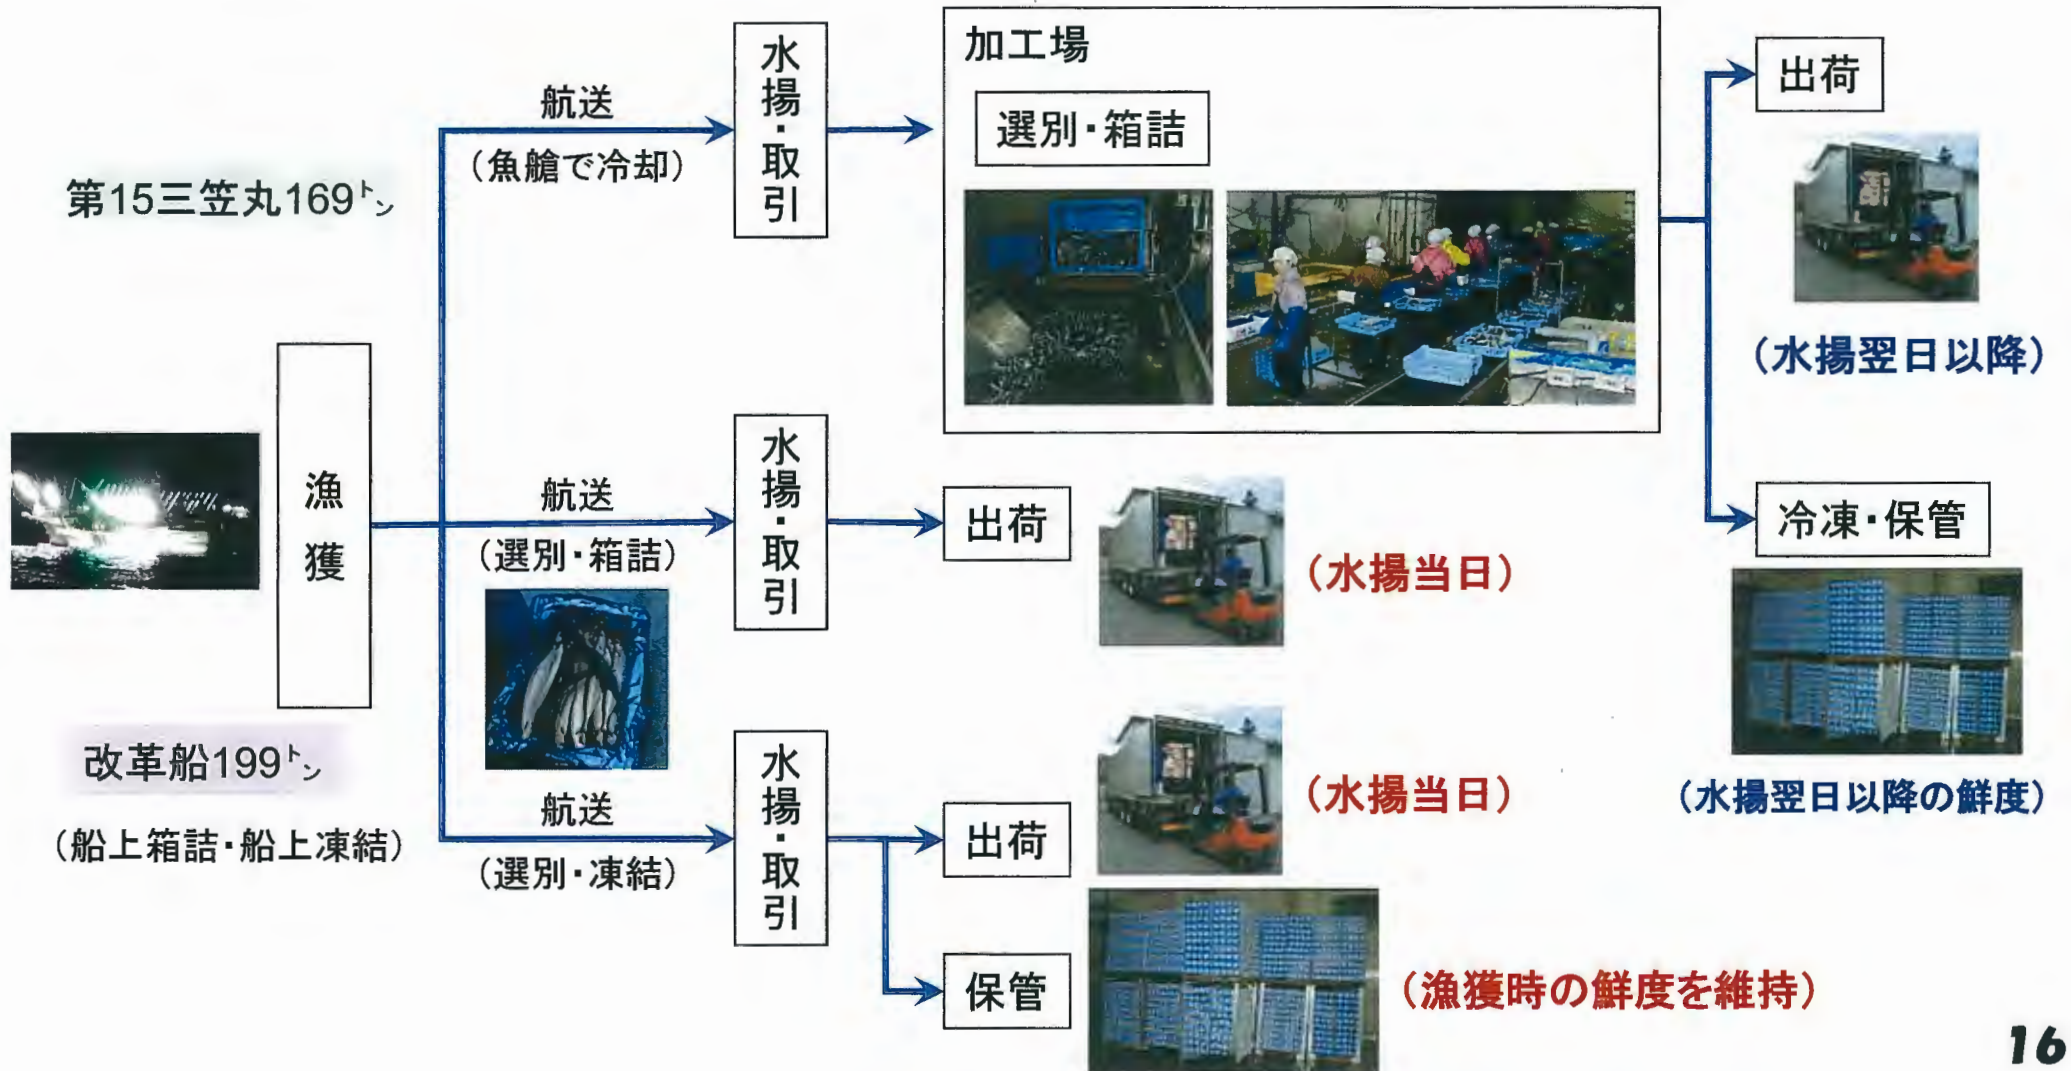 第15三笠丸169トン
漁獲
改革船199トン
(船上箱詰・船上凍結)
航送
(魚艙で冷却)
水揚・取引
加工場
選別・箱詰
出荷
(水揚翌日以降)
冷凍・保管
(水揚翌日以降の鮮度)
航送
(選別・箱詰)
水揚・取引
出荷
(水揚当日)
航送
(選別・凍結)
水揚・取引
出荷
(水揚当日)
保管
(漁獲時の鮮度を維持)
16